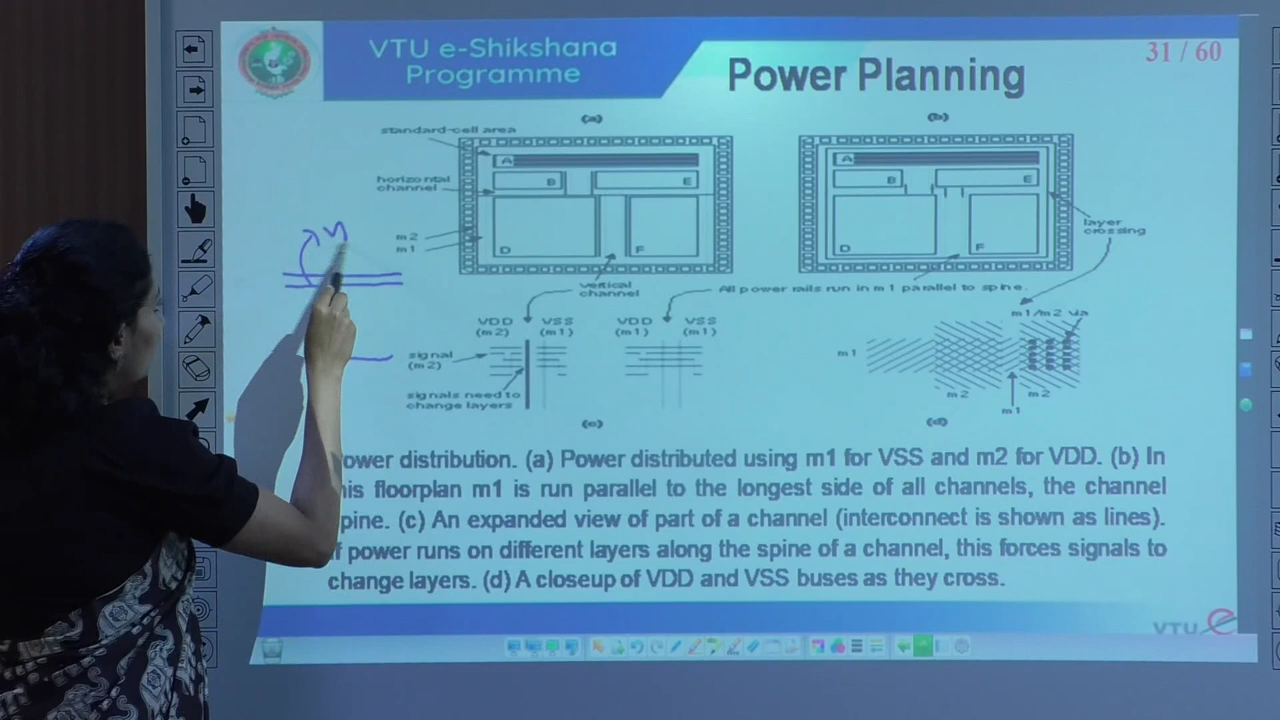 VTU e-Shikshana
Programme
Power Planning
31 / 60
(a)
(b)
standard-cell area
A
A
horizontal
channel
B
E
B
E
m2
m1
D
F
D
F
layer
crossing
vertical
channel
All power rails run in m1 parallel to spine.
VDD
(m2)
VSS
(m1)
VDD
(m1)
VSS
(m1)
m1/m2 via
signal
(m2)
m1
signals need to
change layers
m2
m2
m1
(c)
(d)
ower distribution. (a) Power distributed using m1 for VSS and m2 for VDD. (b) In
his floorplan m1 is run parallel to the longest side of all channels, the channel
pine. (c) An expanded view of part of a channel (interconnect is shown as lines).
f power runs on different layers along the spine of a channel, this forces signals to
change layers. (d) A closeup of VDD and VSS buses as they cross.
VTU e